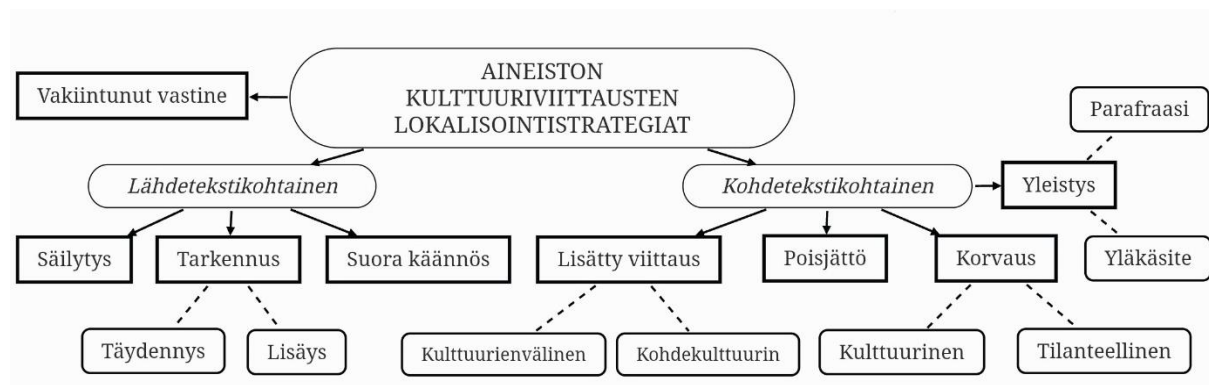 AINEISTON
KULTTUURIVIITTAUSTEN
LOKALISOINTISTRATEGIAT
Vakiintunut vastine
Parafraasi
Lähdetekstikohtainen
Kohdetekstikohtainen
Yleistys
Säilytys
Tarkennus
Suora käännös
Lisätty viittaus
Poisjättö
Korvaus
Yläkäsite
Täydennys
Lisäys
Kulttuurienvälinen
Kohdekulttuurin
Kulttuurinen
Tilanteellinen